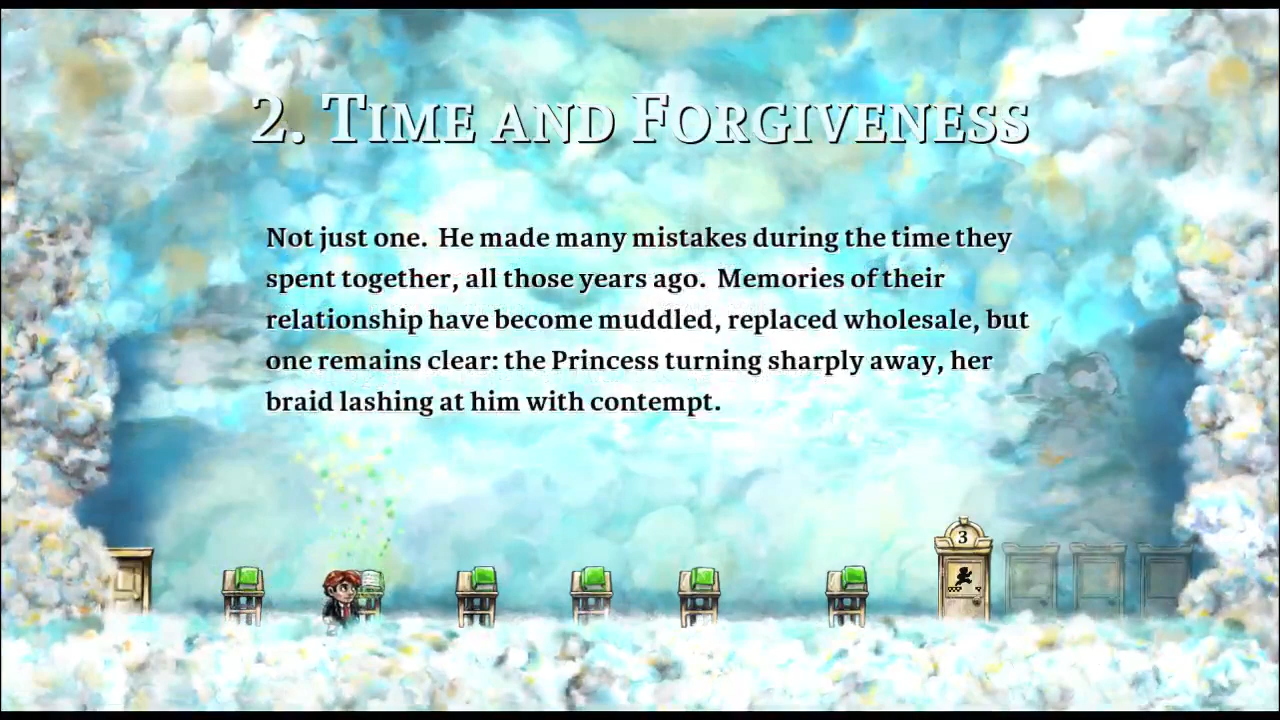 2. Time and Forgiveness
Not just one.  He made many mistakes during the time they
spent together, all those years ago.  Memories of their
relationship have become muddled, replaced wholesale, but
one remains clear: the Princess turning sharply away, her
braid lashing at him with contempt.
3